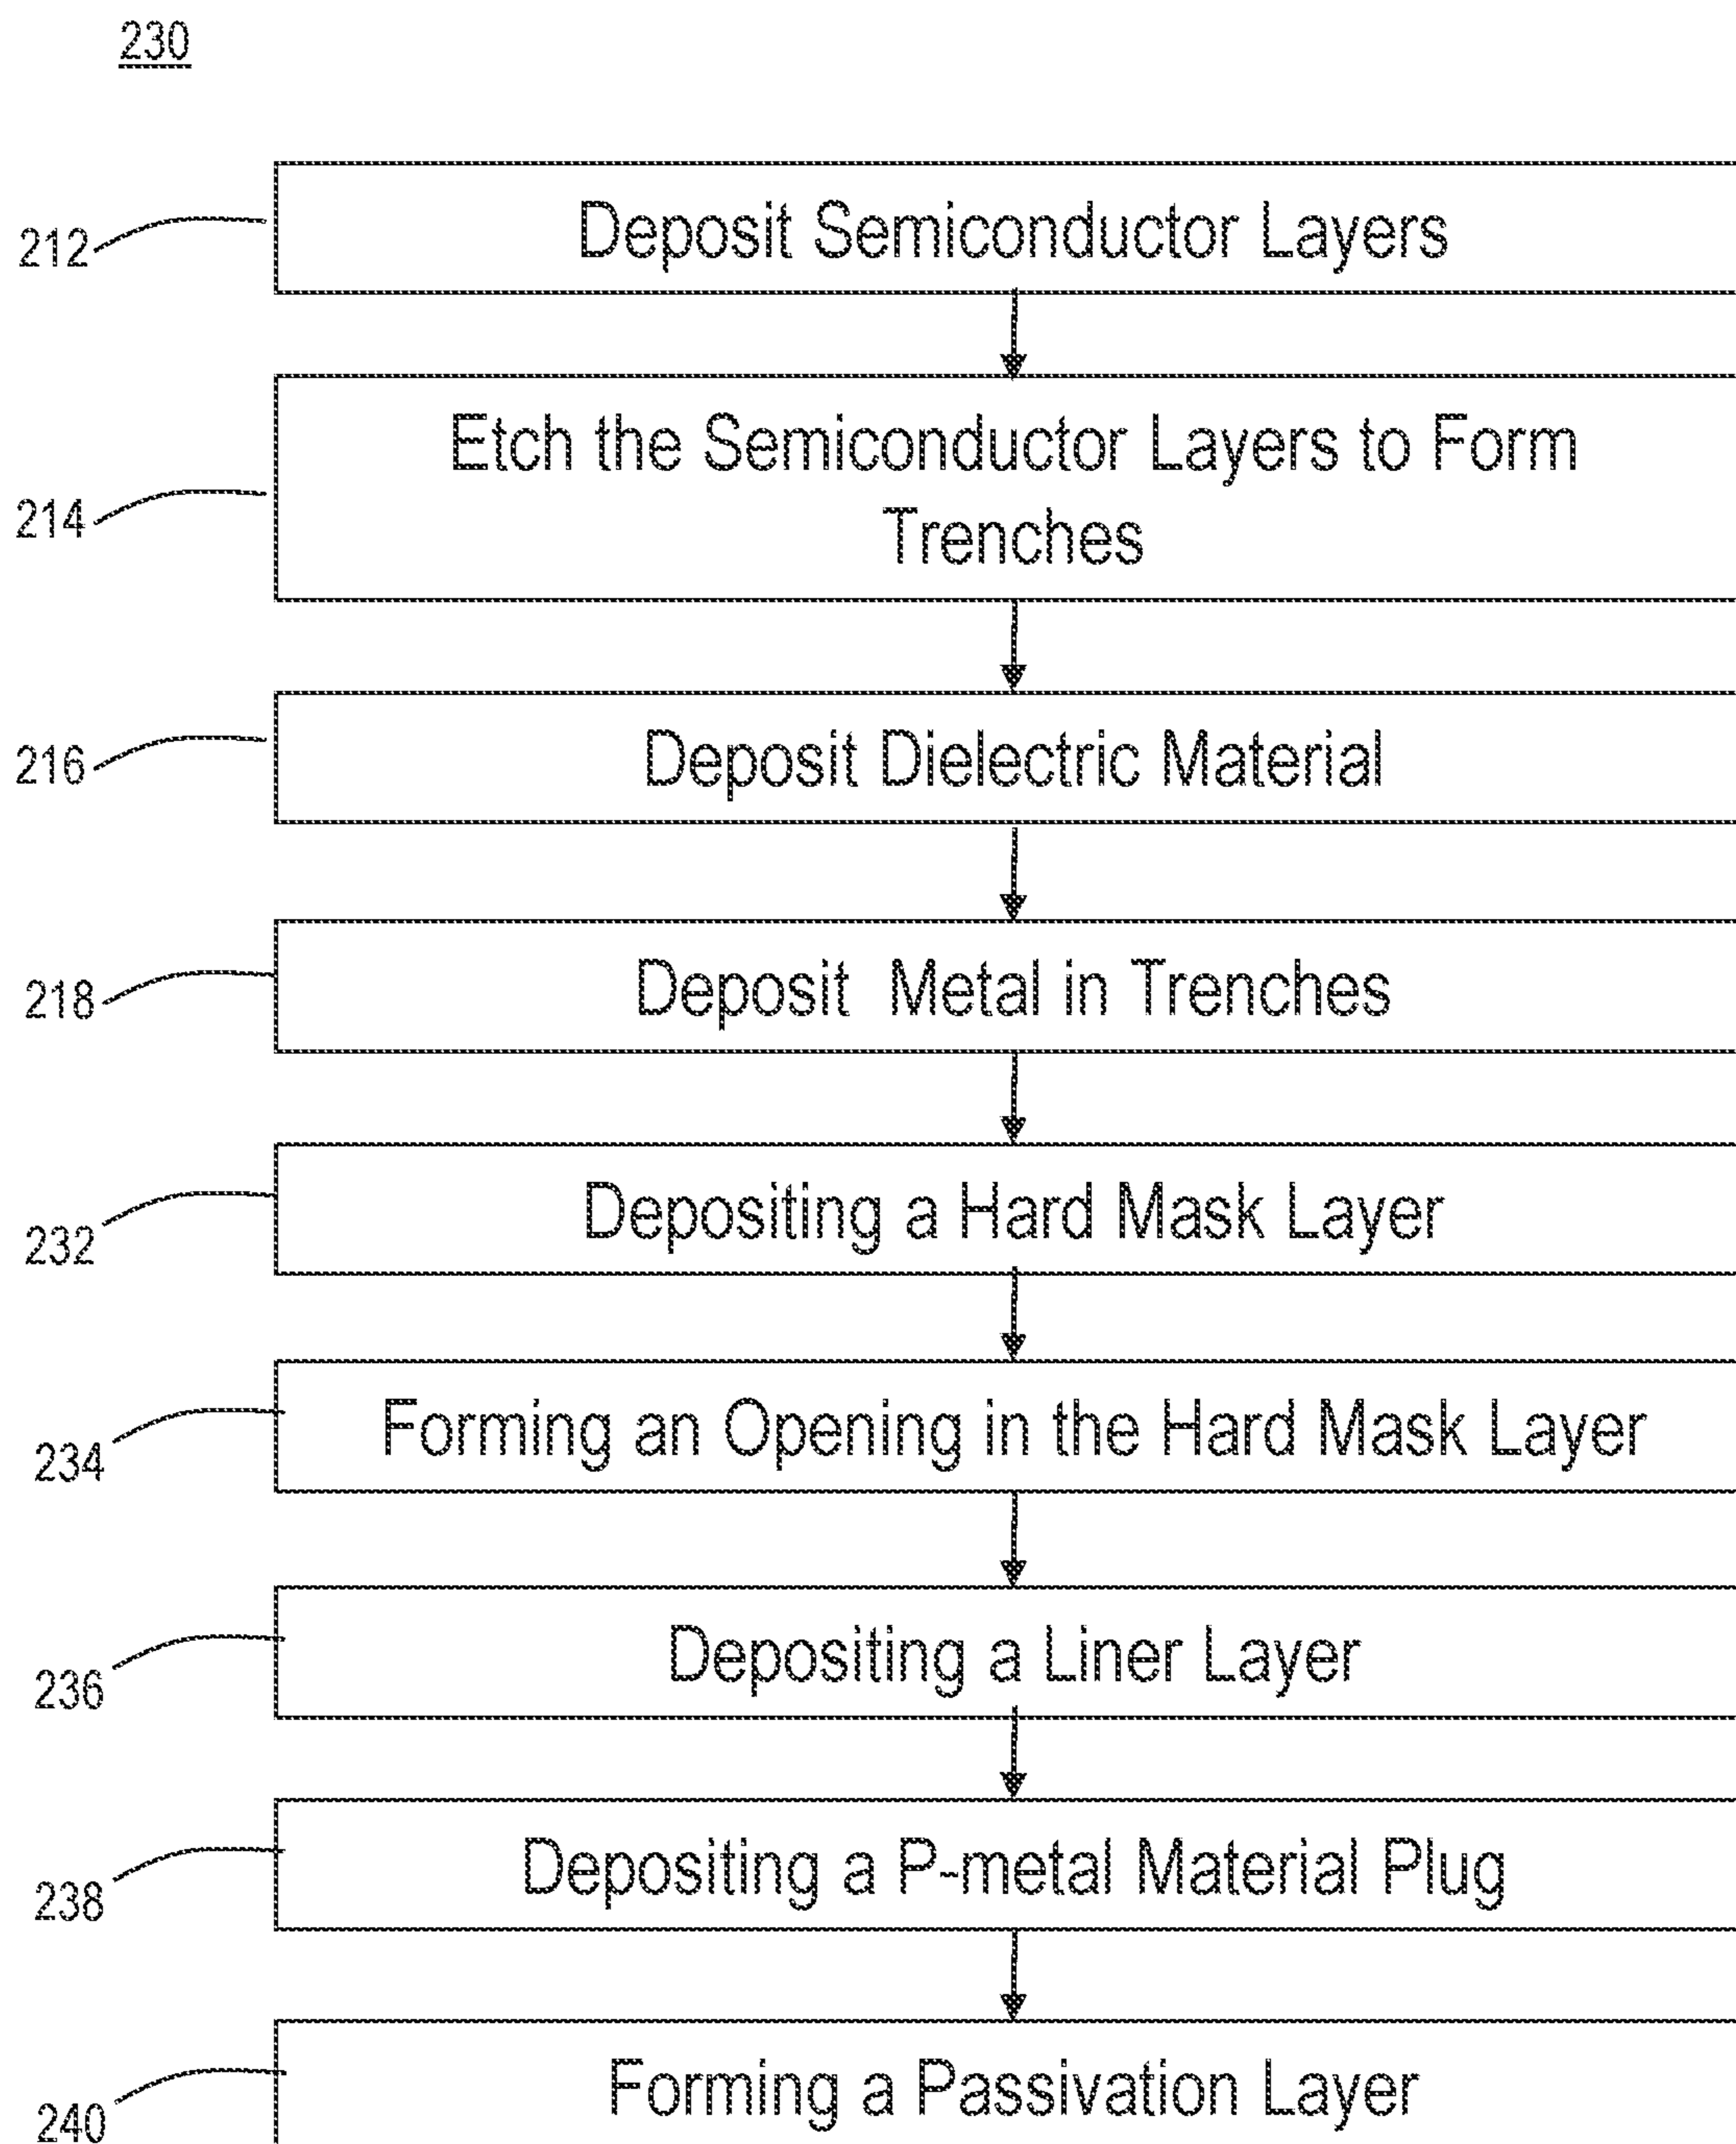 230
212
Deposit Semiconductor Layers
Etch the Semiconductor Layers to Form
214
Trenches
216
Deposit Dielectric Material
218
Deposit Metal in Trenches
232
Depositing a Hard Mask Layer
234
Forming an Opening in the Hard Mask Layer
236
Depositing a Liner Layer
238
Depositing a P-metal Material Plug
240
Forming a Passivation Layer